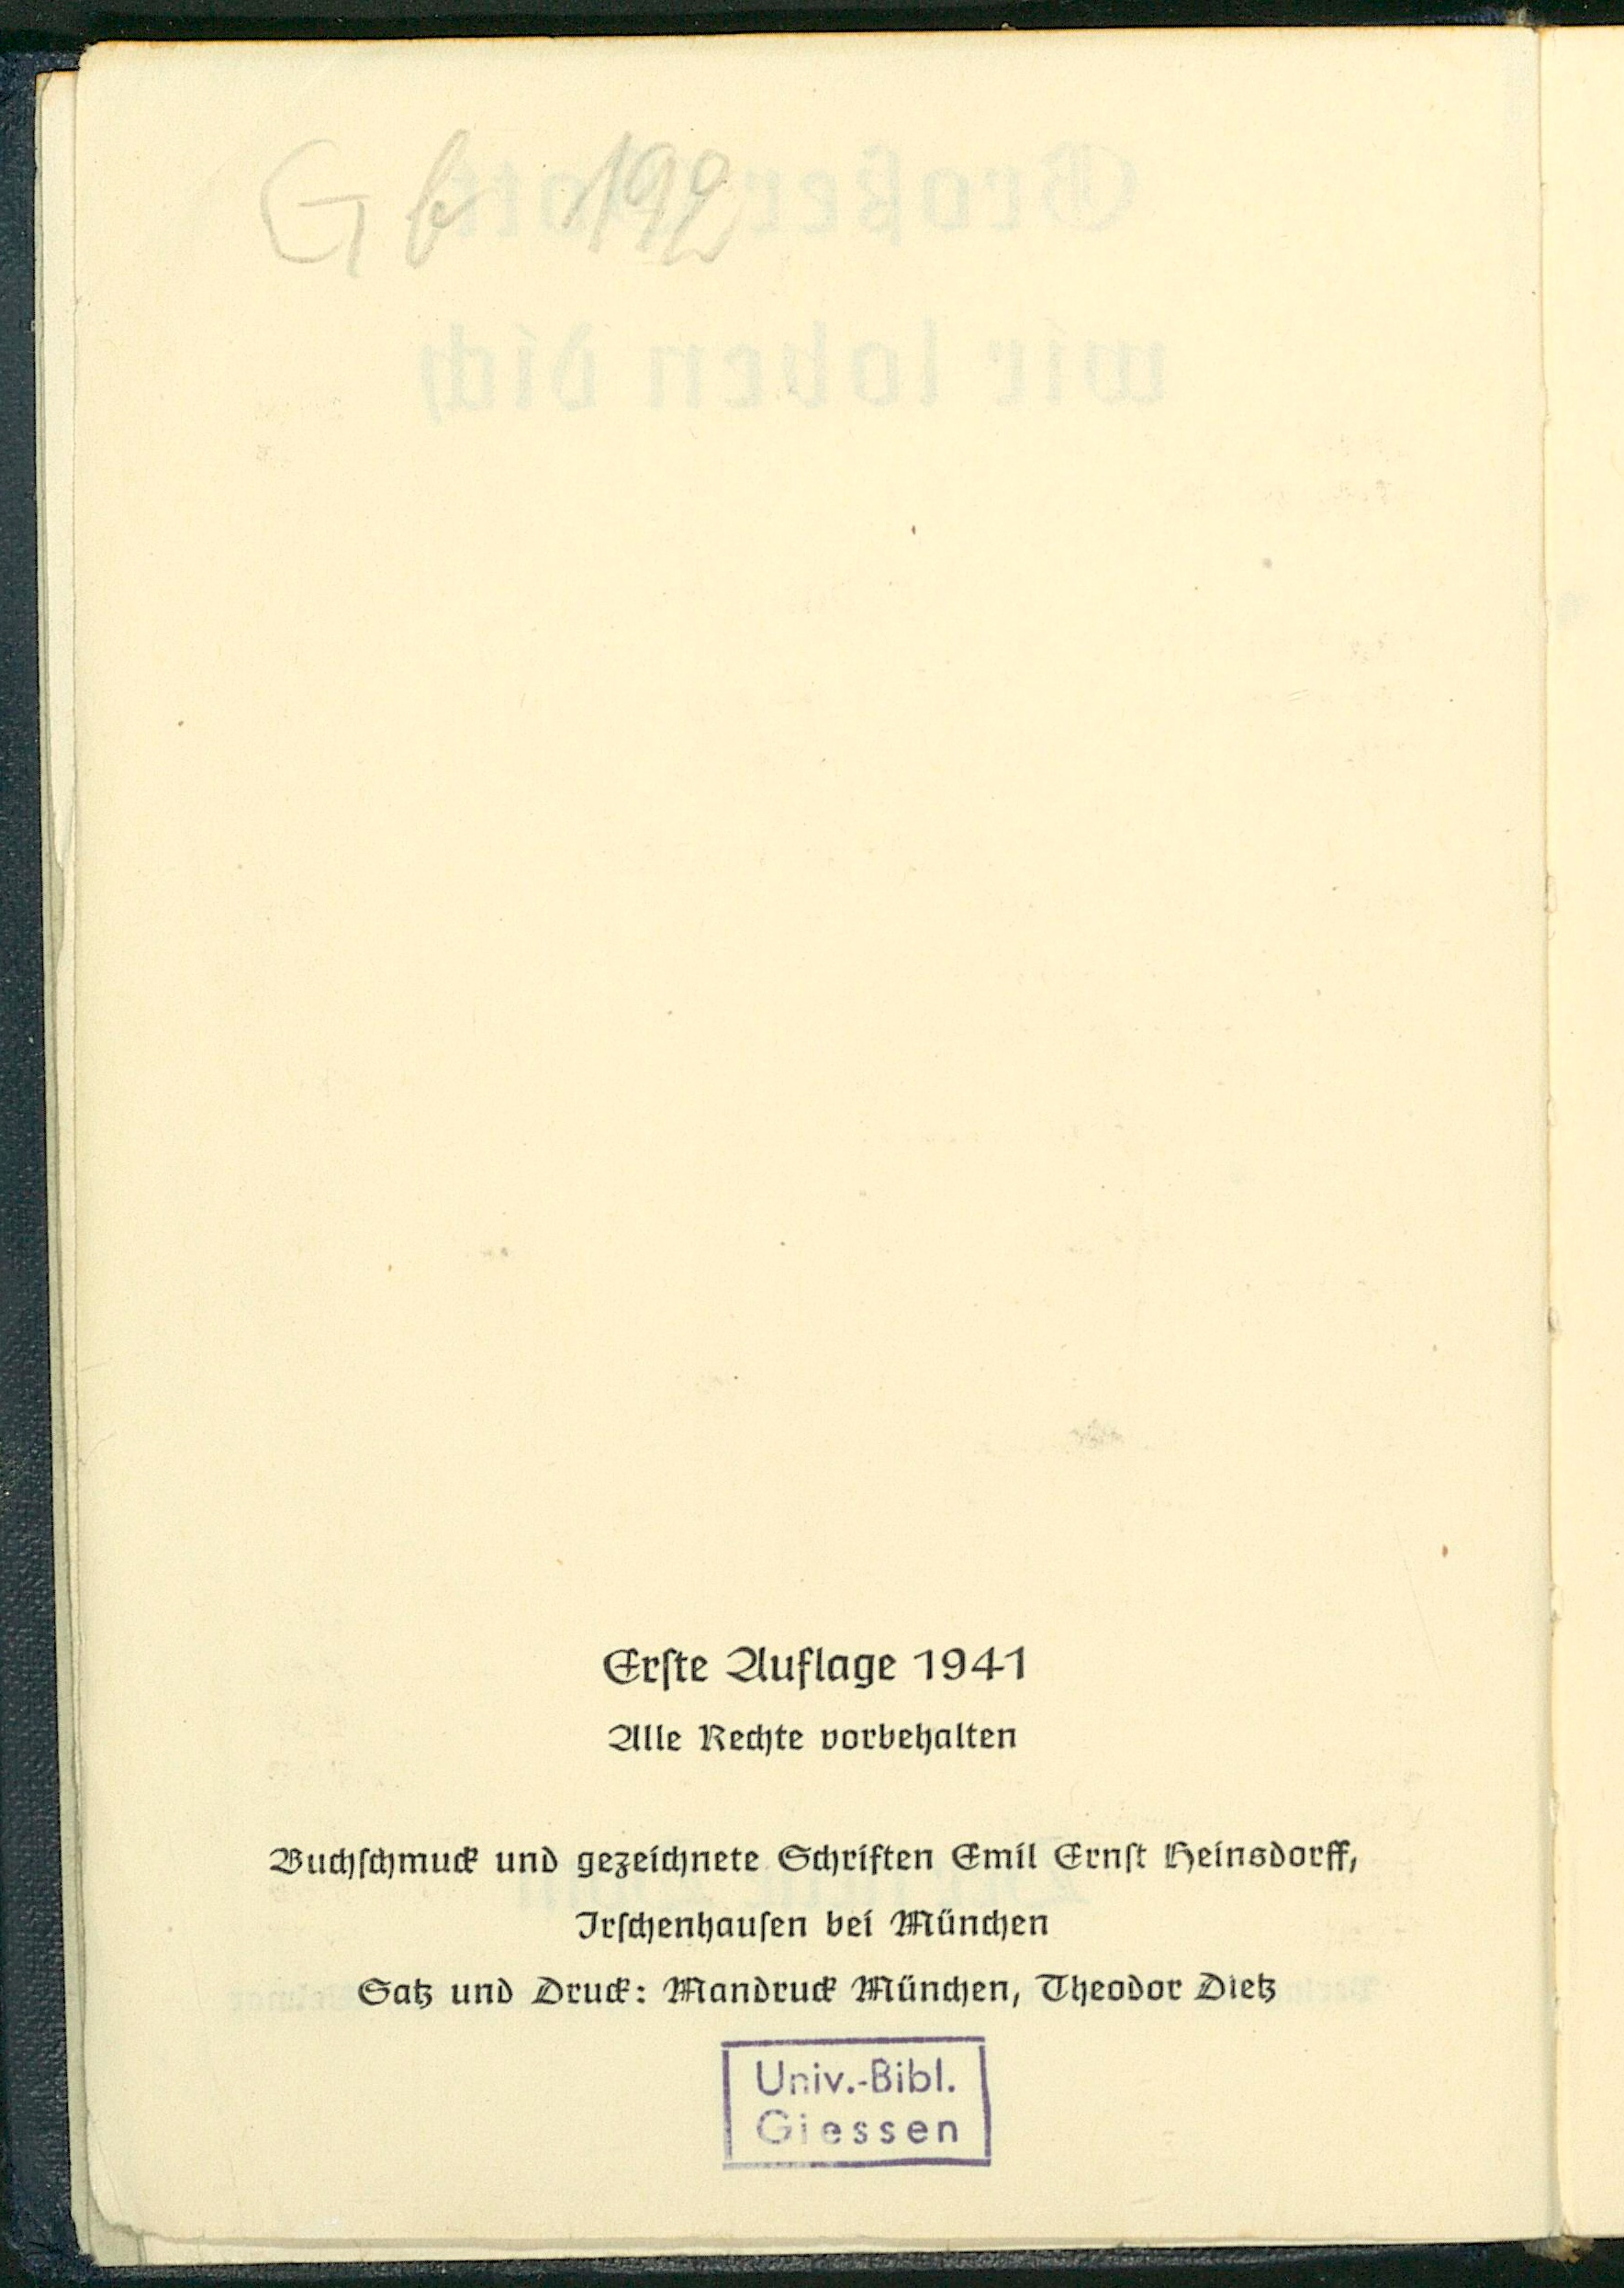 G b 192
Erſte Auflage 1941
Alle Rechte vorbehalten
Buchſchmuck und gezeichnete Schriften Emil Ernſt Heinsdorff,
Irſchenhauſen bei München
Satz und Druck: Mandruck München, Theodor Dietz
Univ.-Bibl.
Giessen